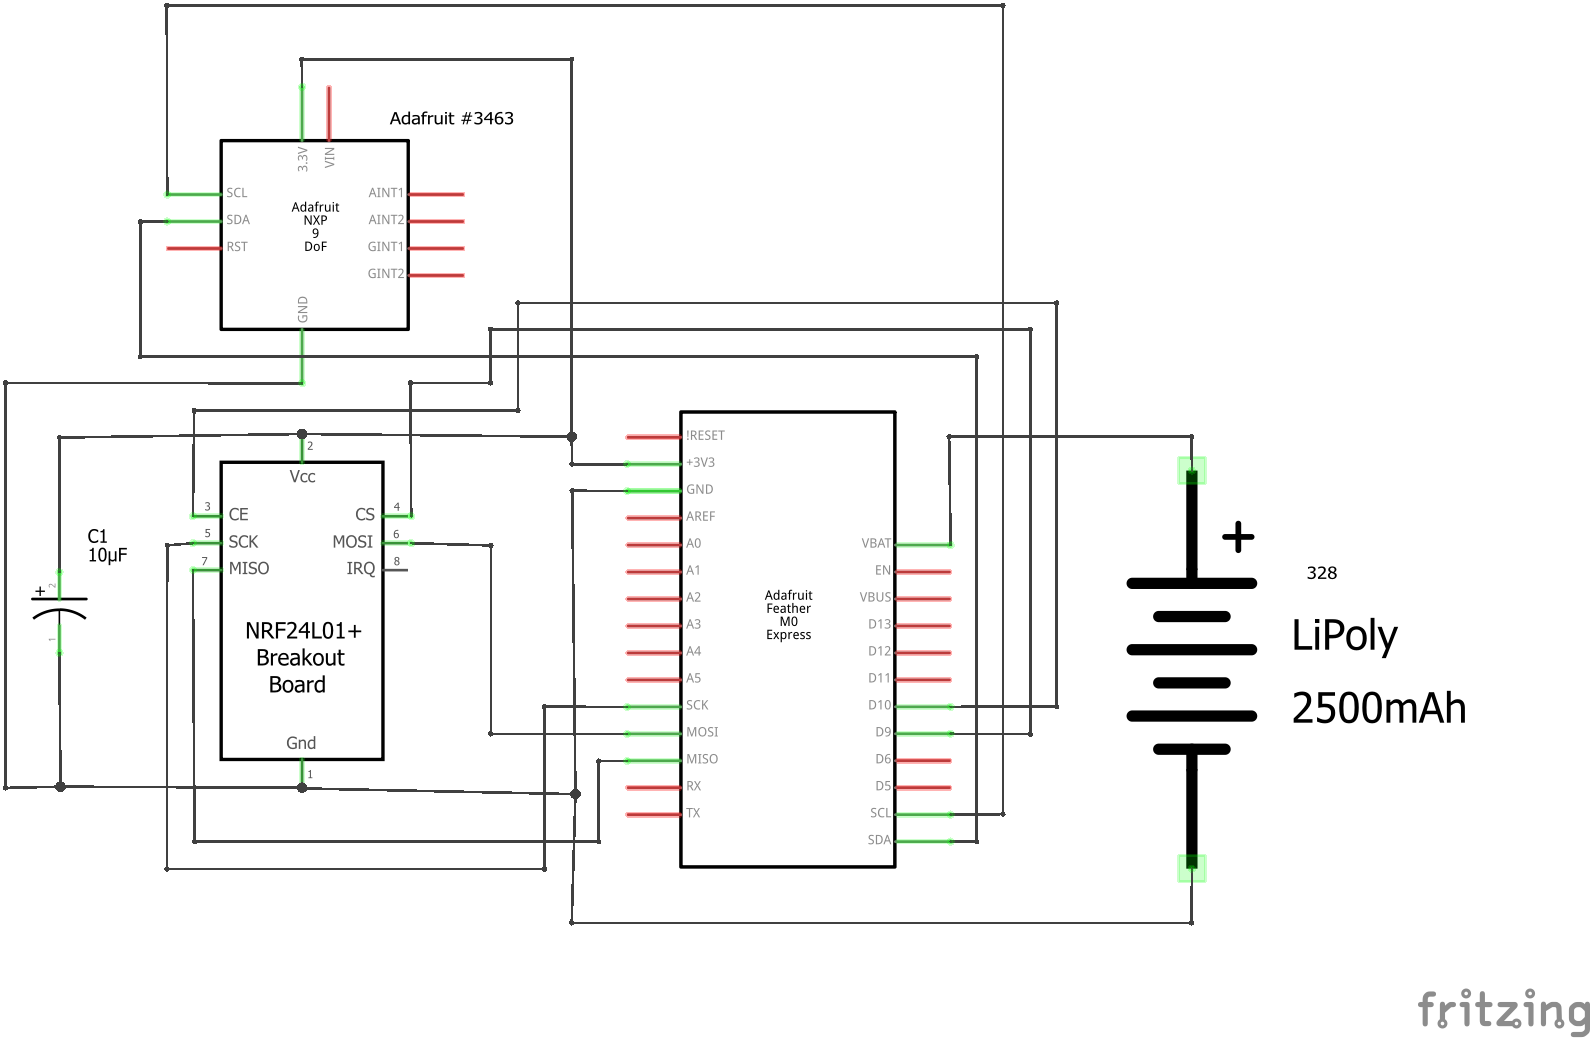 Adafruit #3463
3.3V
VIN
SCL
SDA
RST
Adafruit
NXP
9
DoF
AINT1
AINT2
GINT1
GINT2
GND
2
Vcc
3
CE
5
SCK
7
MISO
4
CS
6
MOSI
8
IRQ
NRF24L01+
Breakout
Board
Gnd
1
C1
10μF
+
2
1
!RESET
+3V3
GND
AREF
A0
A1
A2
A3
A4
A5
SCK
MOSI
MISO
RX
TX
Adafruit
Feather
M0
Express
VBAT
EN
VBUS
D13
D12
D11
D10
D9
D6
D5
SCL
SDA
+
328
LiPoly
2500mAh
fritzing